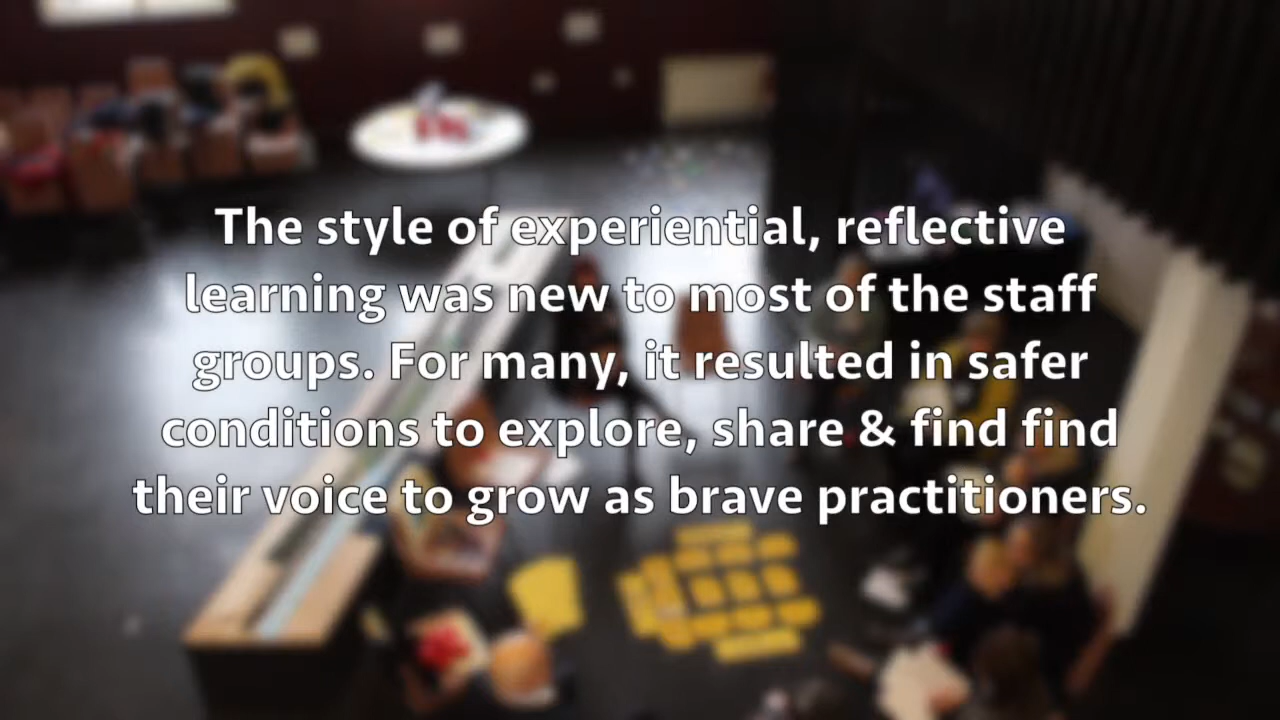 The style of experiential, reflective
learning was new to most of the staff
groups. For many, it resulted in safer
conditions to explore, share & find find
their voice to grow as brave practitioners.